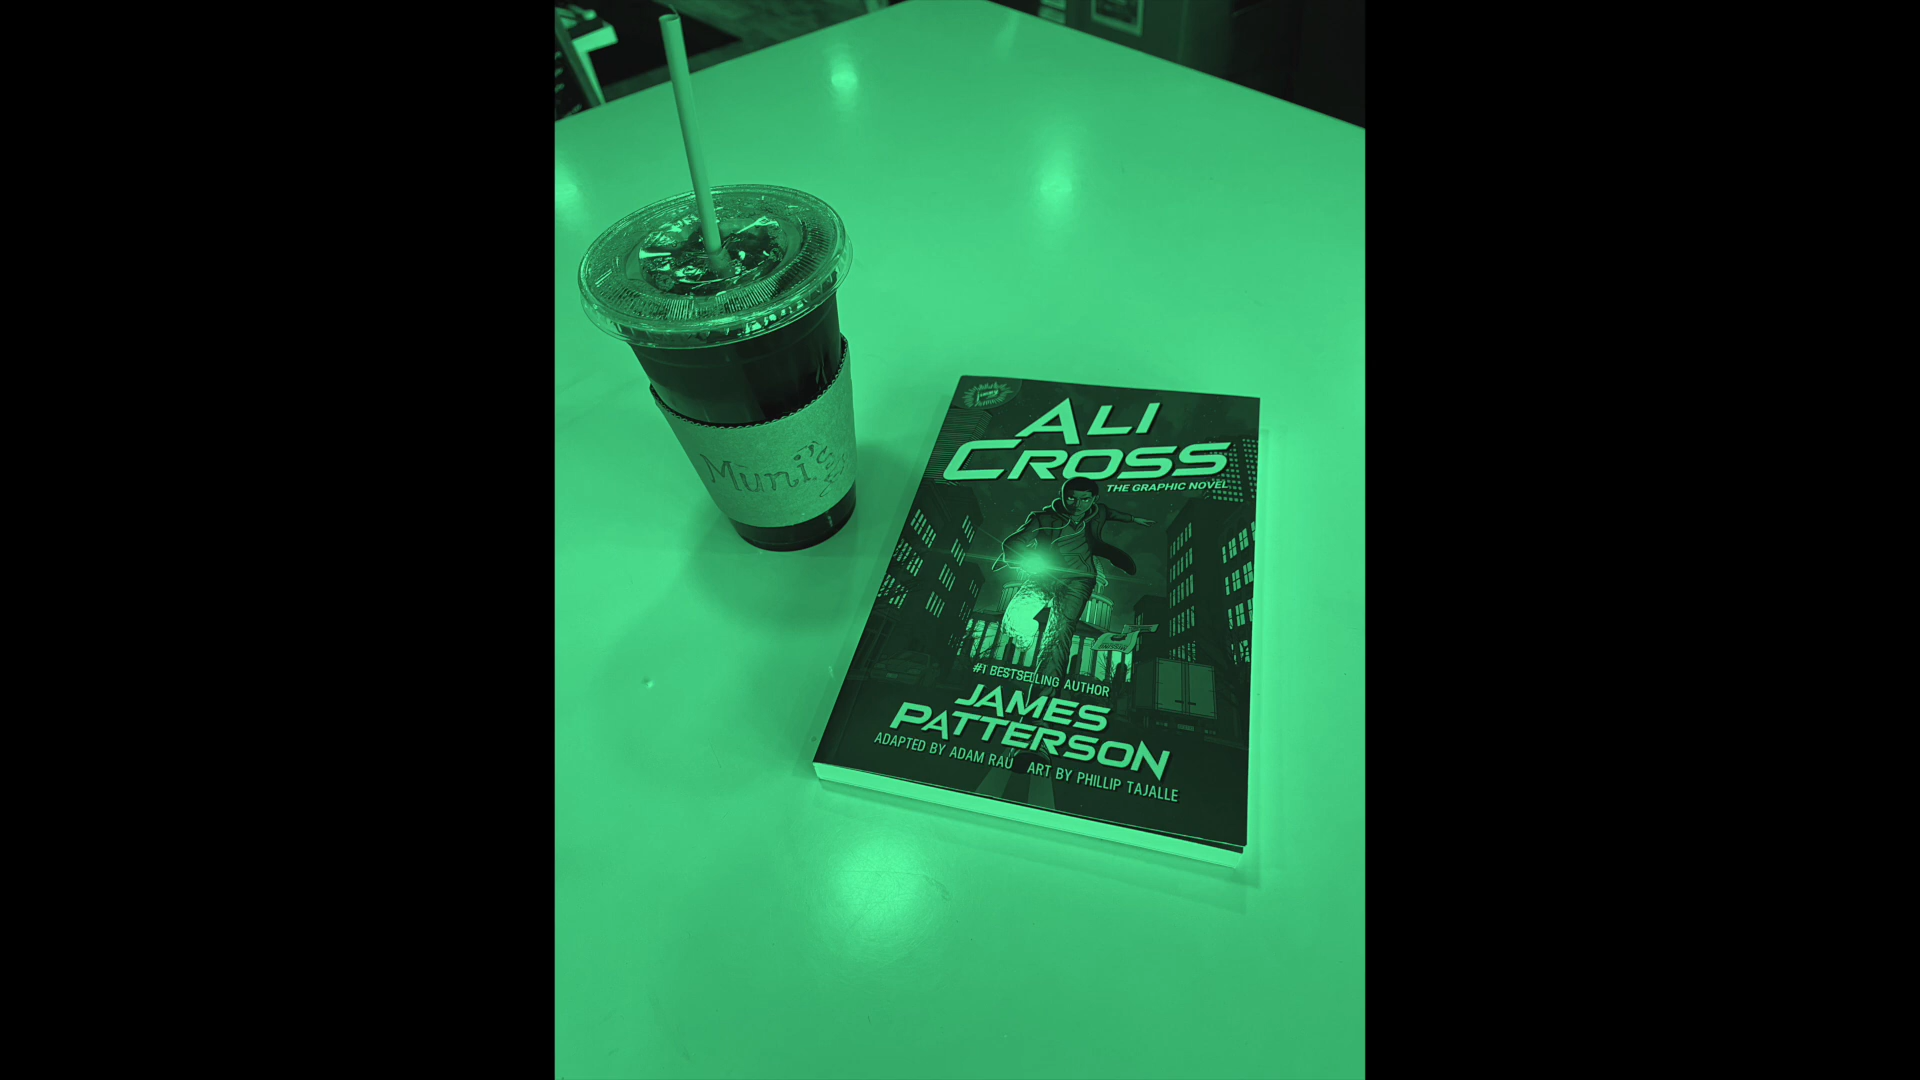 Muni's
ALI
CROSS
THE GRAPHIC NOVEL
#1 BESTSELLING AUTHOR
JAMES
PATTERSON
ADAPTED BY ADAM RAU ART BY PHILLIP TAJALLE